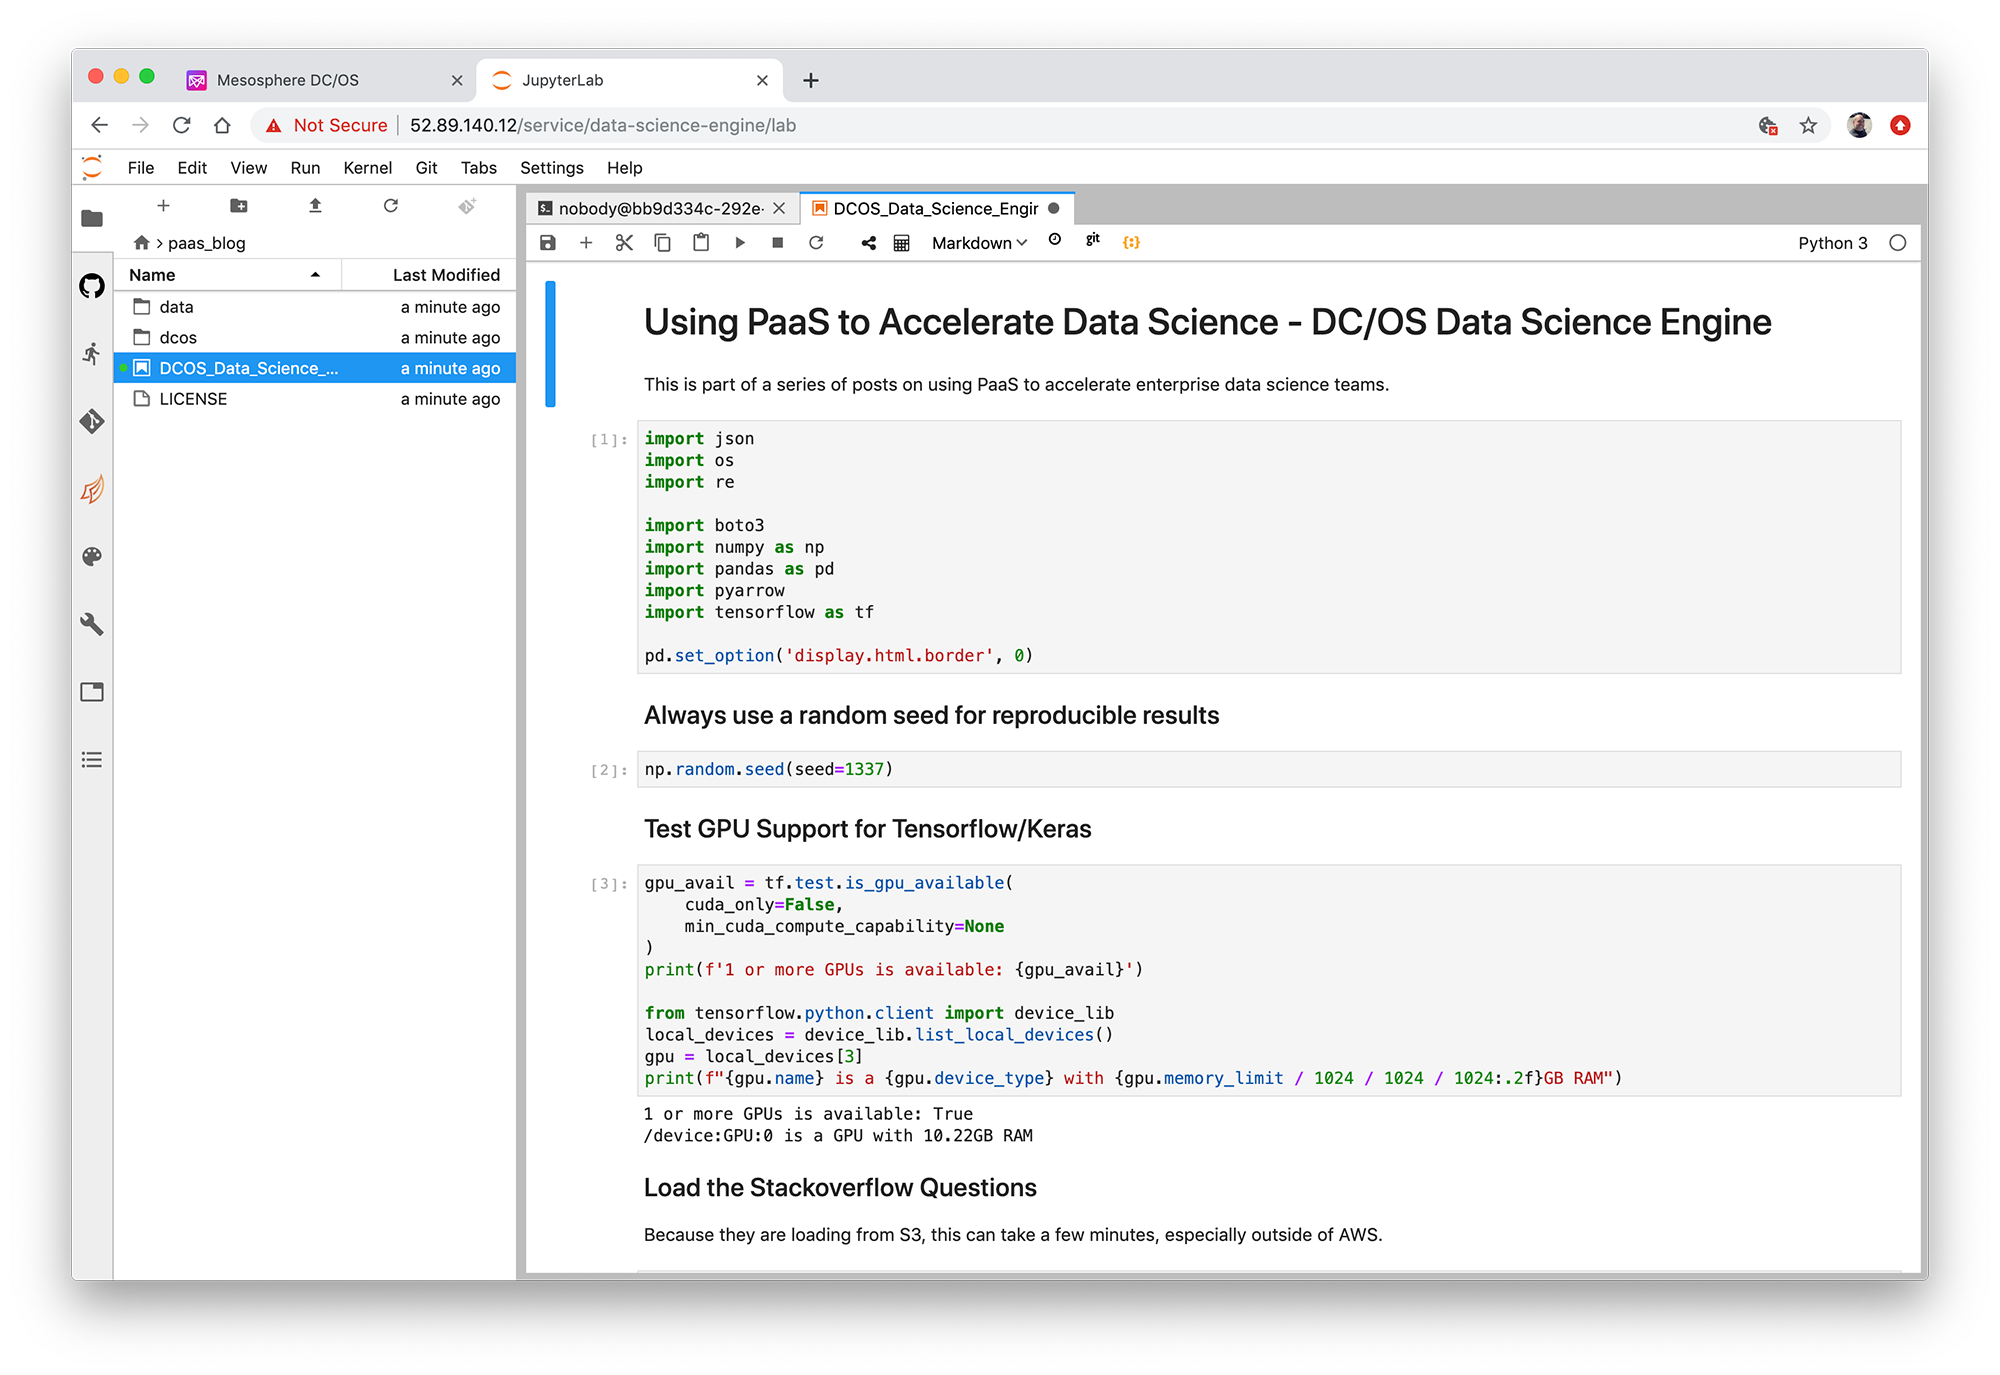 Mesosphere DC/OS
JupyterLab
Not Secure
52.89.140.12/service/data-science-engine/lab
File Edit View Run Kernel Git Tabs Settings Help
paas_blog
Name Last Modified
data a minute ago
dcos a minute ago
DCOS_Data_Science_... a minute ago
LICENSE a minute ago
nobody@bb9d334c-292e- DCOS_Data_Science_Engir
Markdown git Python 3
Using PaaS to Accelerate Data Science - DC/OS Data Science Engine
This is part of a series of posts on using PaaS to accelerate enterprise data science teams.
[1]: import json
import os
import re
import boto3
import numpy as np
import pandas as pd
import pyarrow
import tensorflow as tf
pd.set_option('display.html.border', 0)
Always use a random seed for reproducible results
[2]: np.random.seed(seed=1337)
Test GPU Support for Tensorflow/Keras
[3]: gpu_avail = tf.test.is_gpu_available(
    cuda_only=False,
    min_cuda_compute_capability=None
)
print(f'1 or more GPUs is available: {gpu_avail}')
from tensorflow.python.client import device_lib
local_devices = device_lib.list_local_devices()
gpu = local_devices[3]
print(f"{gpu.name} is a {gpu.device_type} with {gpu.memory_limit / 1024 / 1024 / 1024:.2f}GB RAM")
1 or more GPUs is available: True
/device:GPU:0 is a GPU with 10.22GB RAM
Load the Stackoverflow Questions
Because they are loading from S3, this can take a few minutes, especially outside of AWS.